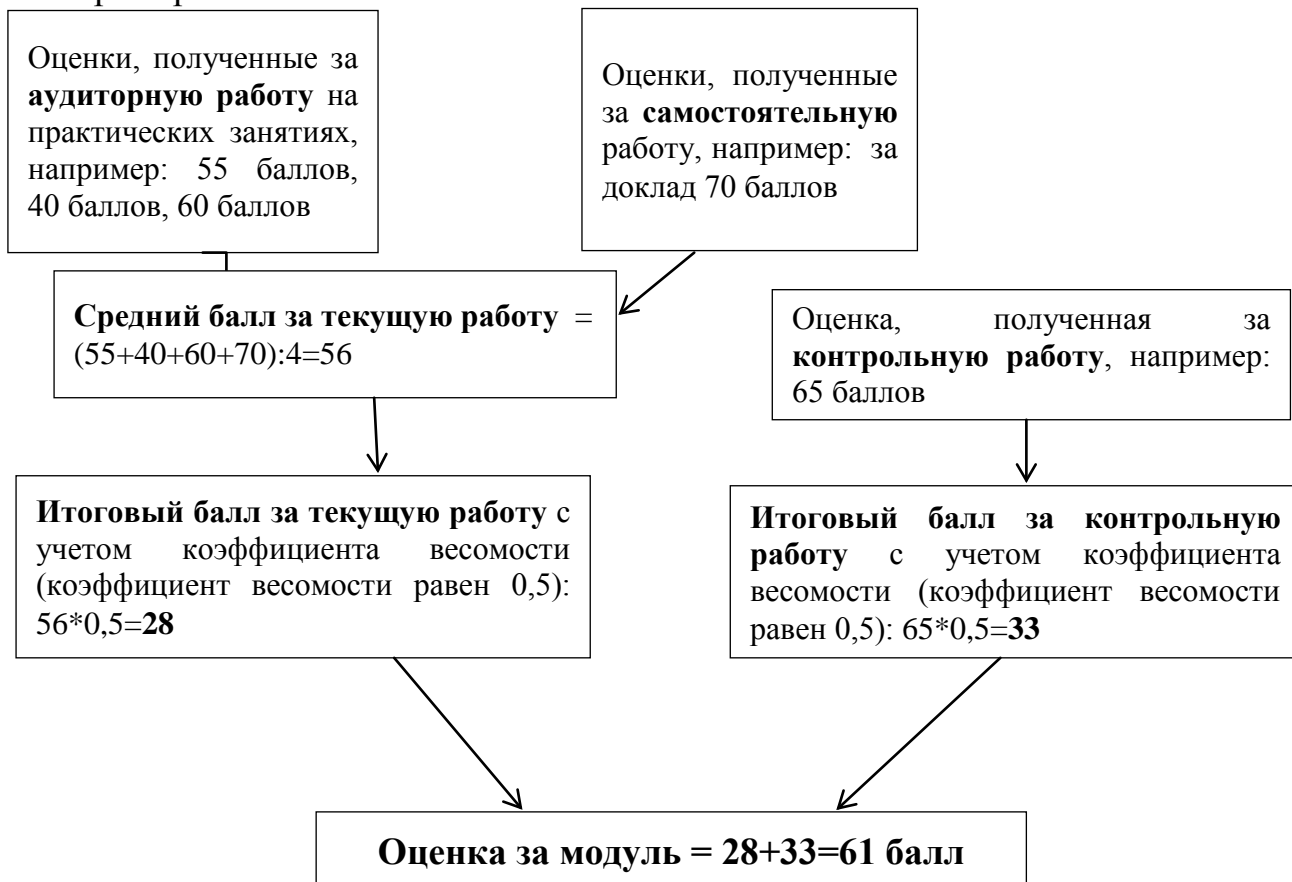 Оценки, полученные за
аудиторную работу на
практических занятиях,
например: 55 баллов,
40 баллов, 60 баллов
Оценки, полученные
за самостоятельную
работу, например: за
доклад 70 баллов
Средний балл за текущую работу =
(55+40+60+70):4=56
Оценка, полученная за
контрольную работу, например:
65 баллов
Итоговый балл за текущую работу с
учетом коэффициента весомости
(коэффициент весомости равен 0,5):
56*0,5=28
Итоговый балл за контрольную
работу с учетом коэффициента
весомости (коэффициент весомости
равен 0,5): 65*0,5=33
Оценка за модуль = 28+33=61 балл